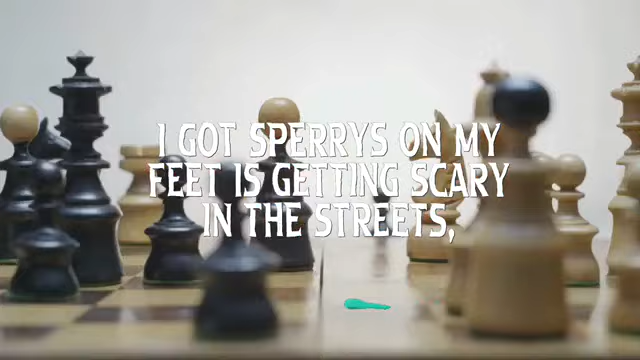 I GOT SPERRYS ON MY
FEET IS GETTING SCARY
IN THE STREETS,